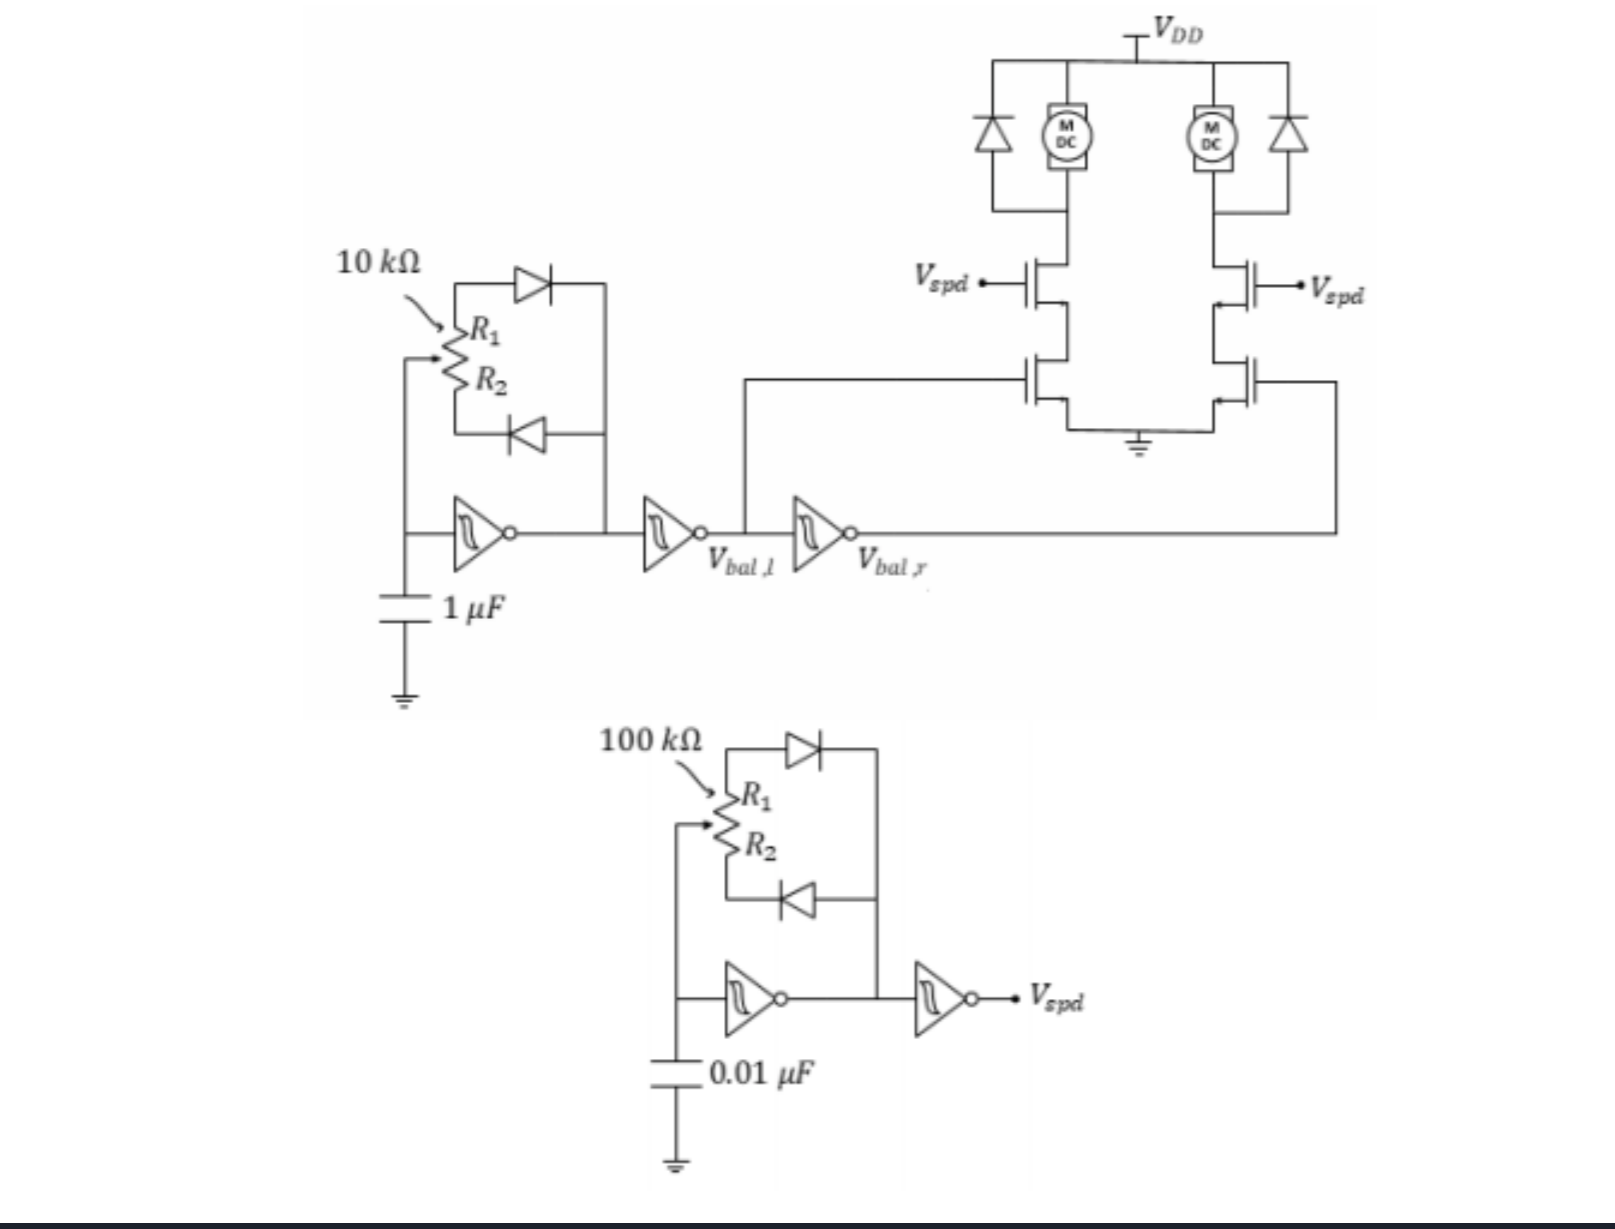 V_DD
M
DC
M
DC
10 kΩ
V_spd
V_spd
R_1
R_2
V_bal,l
V_bal,r
1 μF
100 kΩ
R_1
R_2
V_spd
0.01 μF